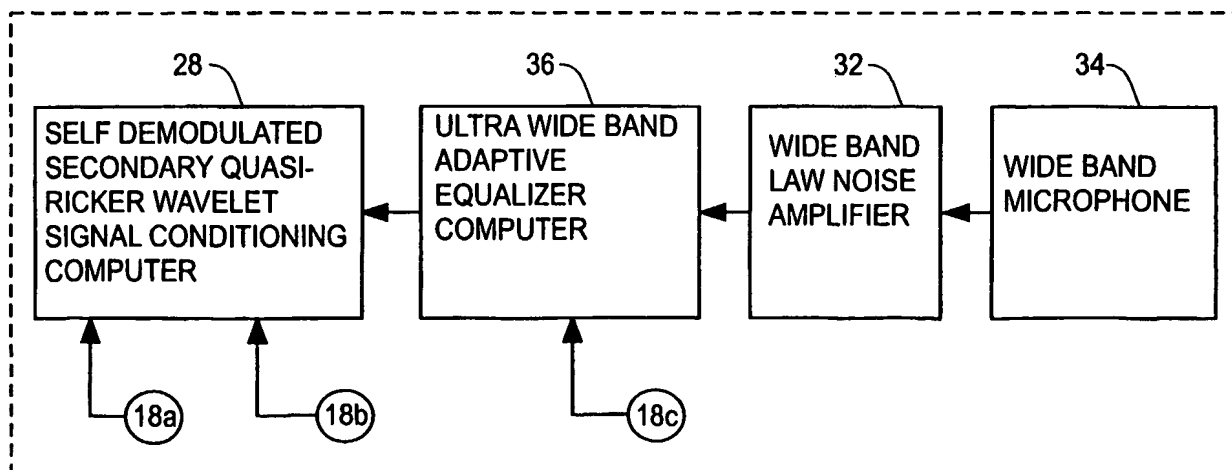 28
36
32
34
SELF DEMODULATED
SECONDARY QUASI-
RICKER WAVELET
SIGNAL CONDITIONING
COMPUTER
ULTRA WIDE BAND
ADAPTIVE
EQUALIZER
COMPUTER
WIDE BAND
LAW NOISE
AMPLIFIER
WIDE BAND
MICROPHONE
18a
18b
18c